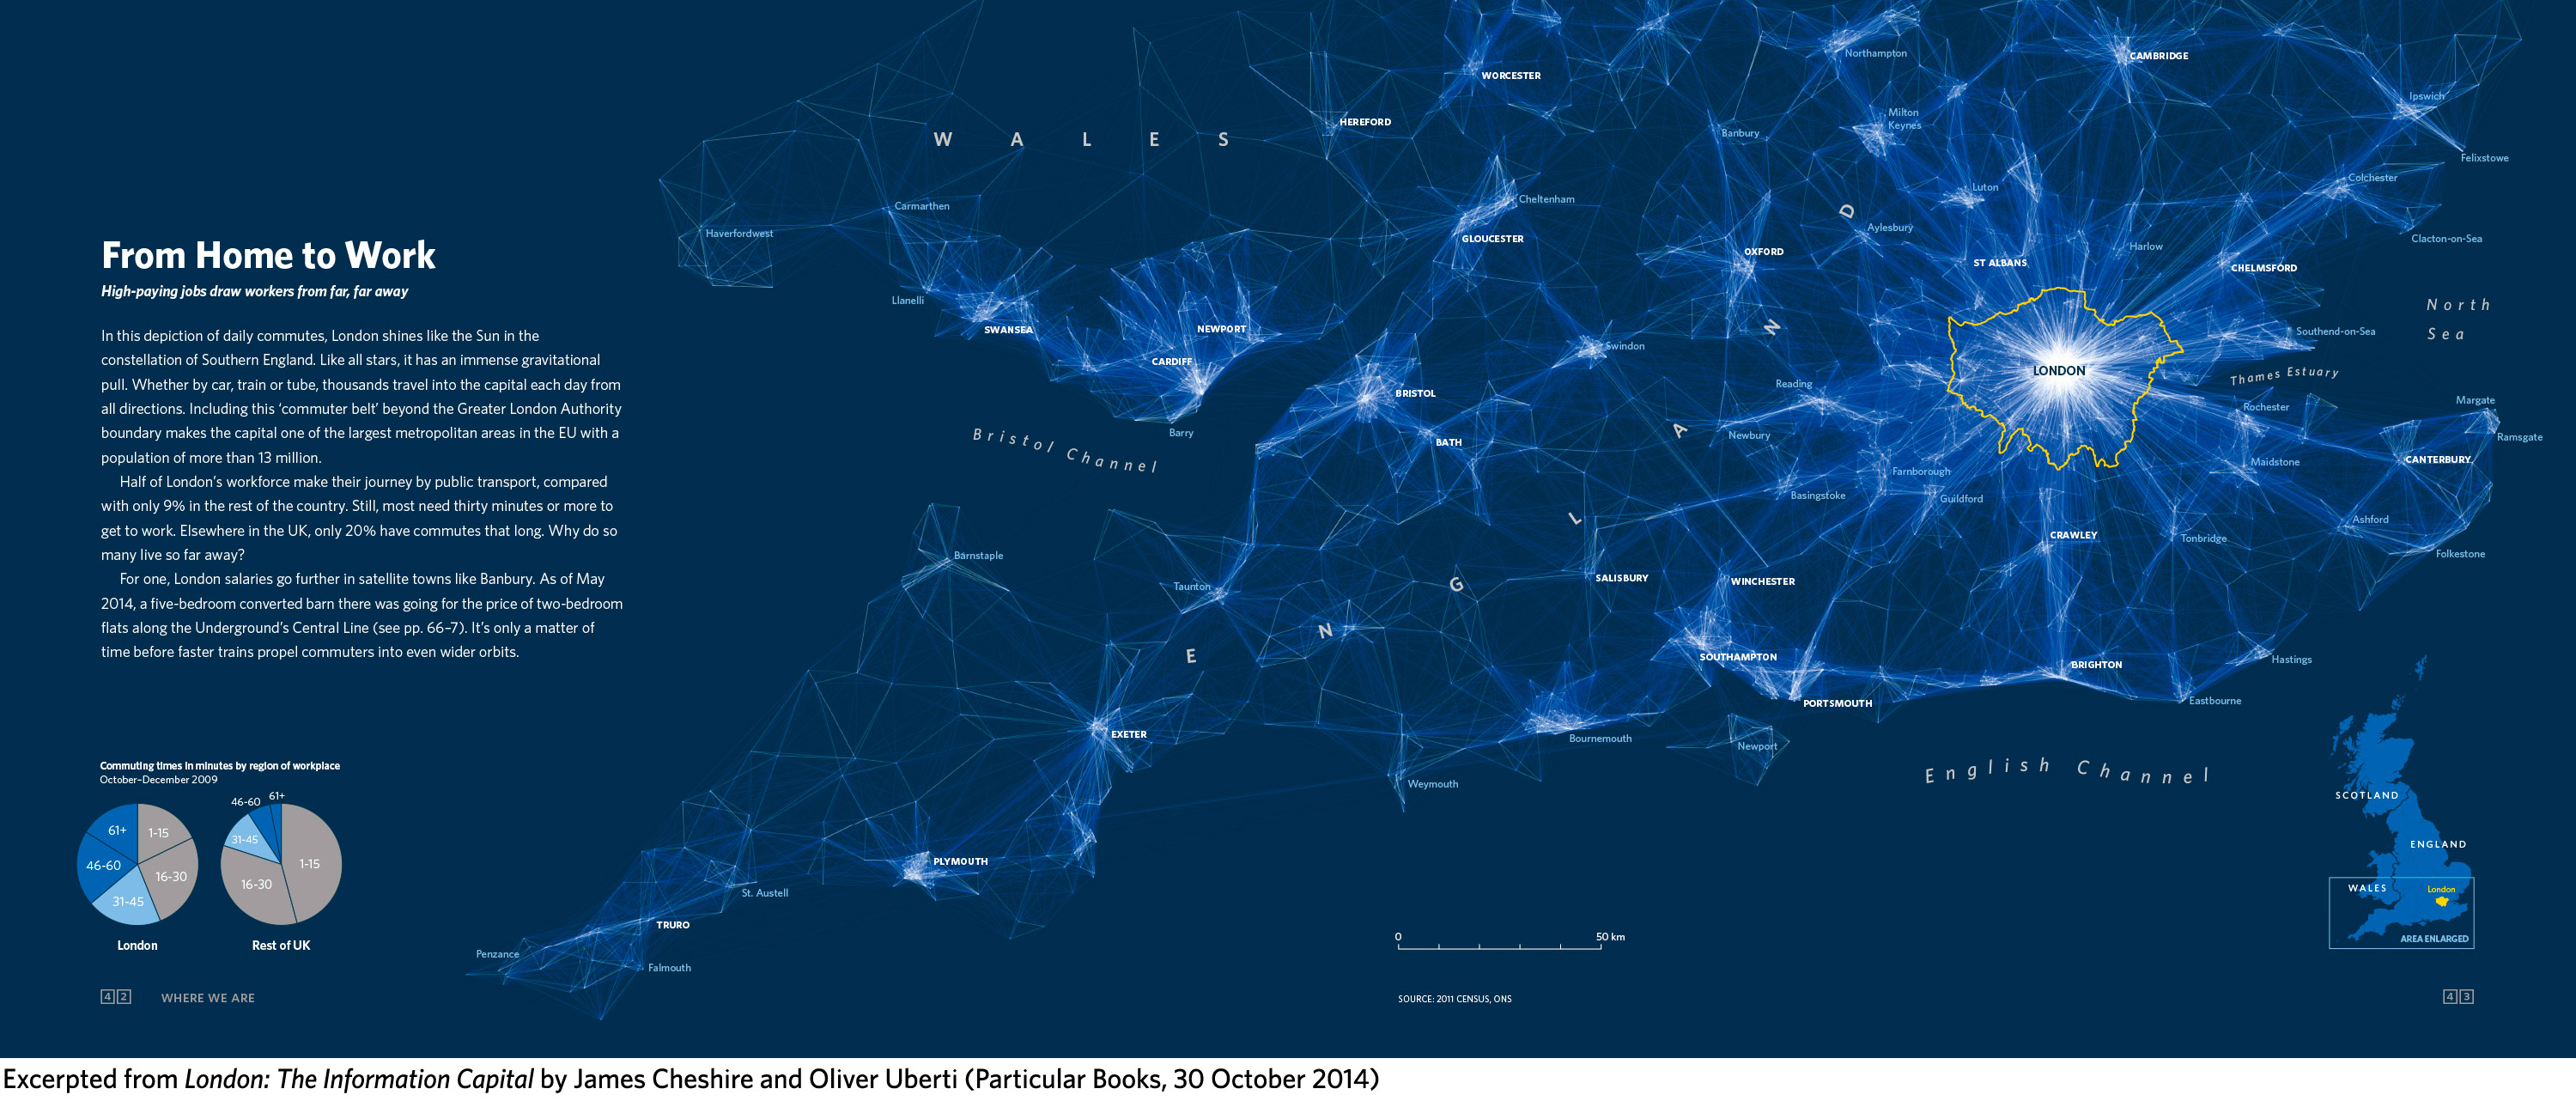 From Home to Work
High-paying jobs draw workers from far, far away
In this depiction of daily commutes, London shines like the Sun in the
constellation of Southern England. Like all stars, it has an immense gravitational
pull. Whether by car, train or tube, thousands travel into the capital each day from
all directions. Including this ‘commuter belt’ beyond the Greater London Authority
boundary makes the capital one of the largest metropolitan areas in the EU with a
population of more than 13 million.
Half of London’s workforce make their journey by public transport, compared
with only 9% in the rest of the country. Still, most need thirty minutes or more to
get to work. Elsewhere in the UK, only 20% have commutes that long. Why do so
many live so far away?
For one, London salaries go further in satellite towns like Banbury. As of May
2014, a five-bedroom converted barn there was going for the price of two-bedroom
flats along the Underground’s Central Line (see pp. 66–7). It’s only a matter of
time before faster trains propel commuters into even wider orbits.
Commuting times in minutes by region of workplace
October–December 2009
61+
1-15
46-60
16-30
31-45
London
46-60
61+
31-45
1-15
16-30
Rest of UK
42
WHERE WE ARE
WALES
ENGLAND
Northampton
CAMBRIDGE
WORCESTER
Ipswich
HEREFORD
Milton
Keynes
Banbury
Felixstowe
Colchester
Luton
Cheltenham
Carmarthen
Haverfordwest
Aylesbury
GLOUCESTER
Clacton-on-Sea
Harlow
OXFORD
ST ALBANS
CHELMSFORD
Llanelli
North
Sea
SWANSEA
NEWPORT
Southend-on-Sea
Swindon
CARDIFF
LONDON
Thames Estuary
Reading
BRISTOL
Margate
Rochester
Barry
Newbury
Ramsgate
BATH
Bristol Channel
CANTERBURY
Maidstone
Farnborough
Basingstoke
Guildford
Ashford
CRAWLEY
Tonbridge
Folkestone
Barnstaple
SALISBURY
WINCHESTER
Taunton
SOUTHAMPTON
Hastings
BRIGHTON
Eastbourne
PORTSMOUTH
EXETER
Bournemouth
Newport
English Channel
Weymouth
PLYMOUTH
St. Austell
TRURO
Penzance
Falmouth
0
50 km
SOURCE: 2011 CENSUS, ONS
SCOTLAND
ENGLAND
WALES
London
AREA ENLARGED
43
Excerpted from London: The Information Capital by James Cheshire and Oliver Uberti (Particular Books, 30 October 2014)